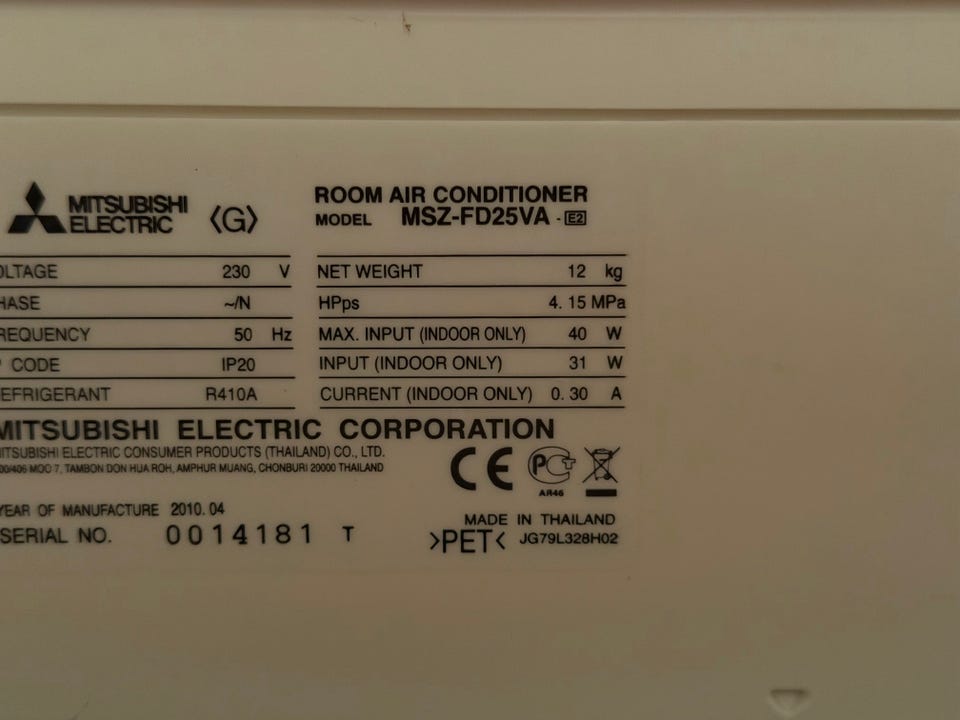 MITSUBISHI
ELECTRIC
⟨G⟩
ROOM AIR CONDITIONER
MODEL MSZ-FD25VA - E2
OLTAGE 230 V
HASE ~/N
REQUENCY 50 Hz
P CODE IP20
EFRIGERANT R410A
NET WEIGHT 12 kg
HPps 4. 15 MPa
MAX. INPUT (INDOOR ONLY) 40 W
INPUT (INDOOR ONLY) 31 W
CURRENT (INDOOR ONLY) 0. 30 A
MITSUBISHI ELECTRIC CORPORATION
ITSUBISHI ELECTRIC CONSUMER PRODUCTS (THAILAND) CO., LTD.
00/406 MOO 7, TAMBON DON HUA ROH, AMPHUR MUANG, CHONBURI 20000 THAILAND
CE
PCT
AR46
YEAR OF MANUFACTURE 2010. 04
SERIAL NO. 0014181 T
MADE IN THAILAND
>PET< JG79L328H02